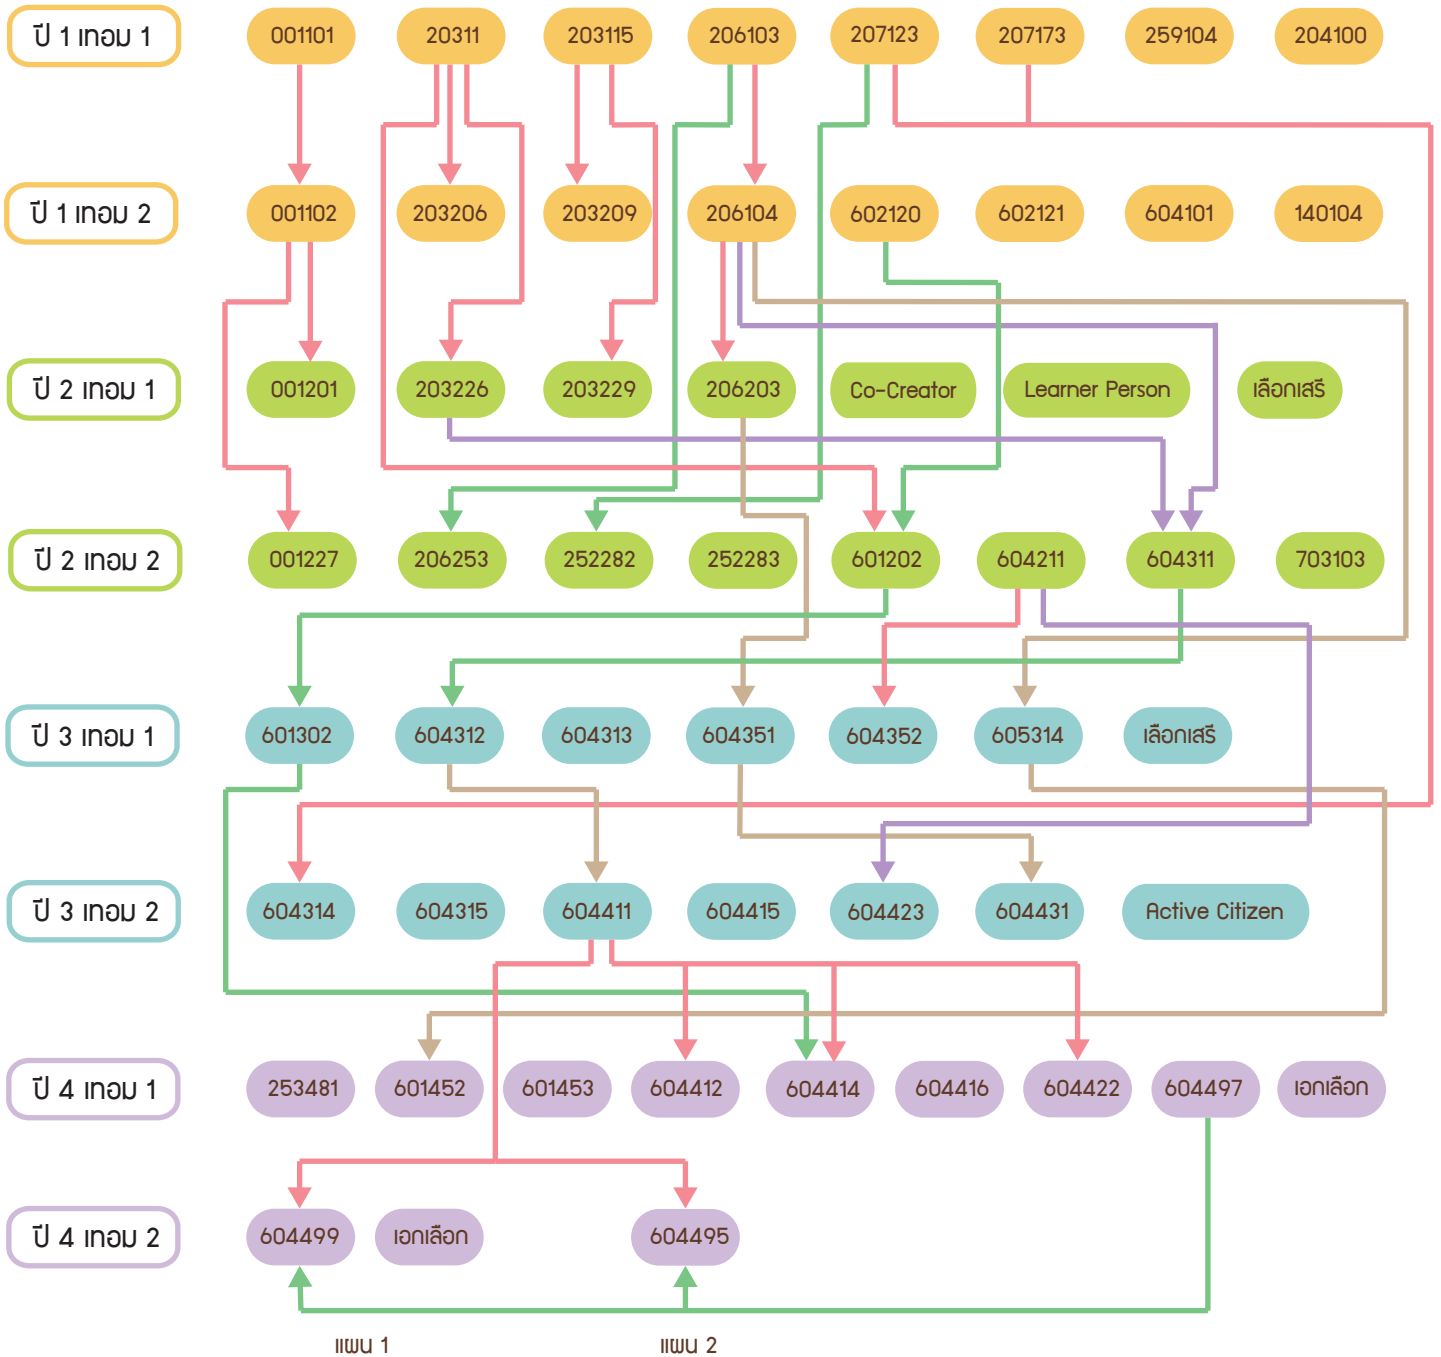 ปี 1 เทอม 1 001101 20311 203115 206103 207123 207173 259104 204100
ปี 1 เทอม 2 001102 203206 203209 206104 602120 602121 604101 140104
ปี 2 เทอม 1 001201 203226 203229 206203 Co-Creator Learner Person เลือกเสรี
ปี 2 เทอม 2 001227 206253 252282 252283 601202 604211 604311 703103
ปี 3 เทอม 1 601302 604312 604313 604351 604352 605314 เลือกเสรี
ปี 3 เทอม 2 604314 604315 604411 604415 604423 604431 Active Citizen
ปี 4 เทอม 1 253481 601452 601453 604412 604414 604416 604422 604497 เอกเลือก
ปี 4 เทอม 2 604499 เอกเลือก 604495
แผน 1 แผน 2